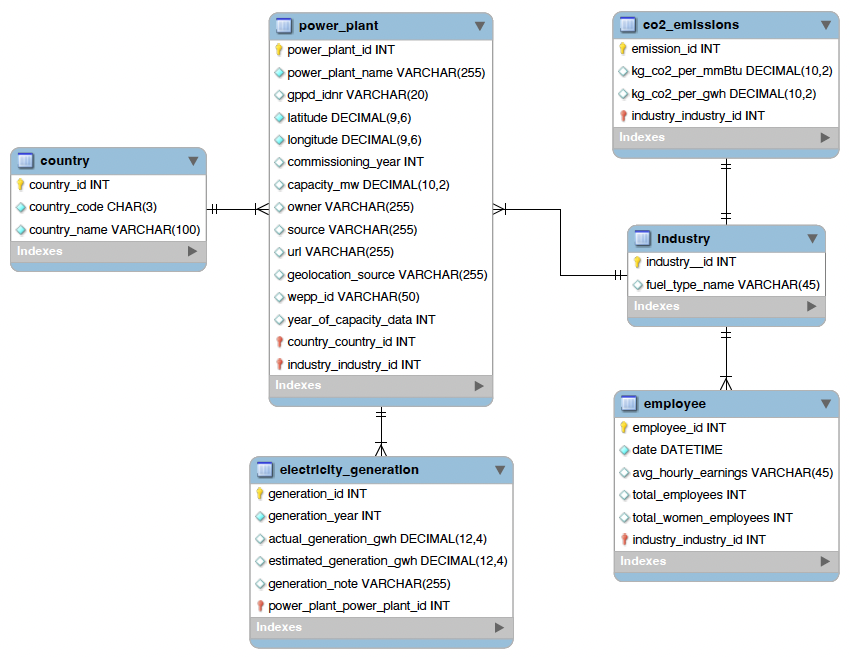 power_plant
power_plant_id INT
power_plant_name VARCHAR(255)
gppd_idnr VARCHAR(20)
latitude DECIMAL(9,6)
longitude DECIMAL(9,6)
commissioning_year INT
capacity_mw DECIMAL(10,2)
owner VARCHAR(255)
source VARCHAR(255)
url VARCHAR(255)
geolocation_source VARCHAR(255)
wepp_id VARCHAR(50)
year_of_capacity_data INT
country_country_id INT
industry_industry_id INT
Indexes
co2_emissions
emission_id INT
kg_co2_per_mmBtu DECIMAL(10,2)
kg_co2_per_gwh DECIMAL(10,2)
industry_industry_id INT
Indexes
country
country_id INT
country_code CHAR(3)
country_name VARCHAR(100)
Indexes
Industry
industry__id INT
fuel_type_name VARCHAR(45)
Indexes
employee
employee_id INT
date DATETIME
avg_hourly_earnings VARCHAR(45)
total_employees INT
total_women_employees INT
industry_industry_id INT
Indexes
electricity_generation
generation_id INT
generation_year INT
actual_generation_gwh DECIMAL(12,4)
estimated_generation_gwh DECIMAL(12,4)
generation_note VARCHAR(255)
power_plant_power_plant_id INT
Indexes